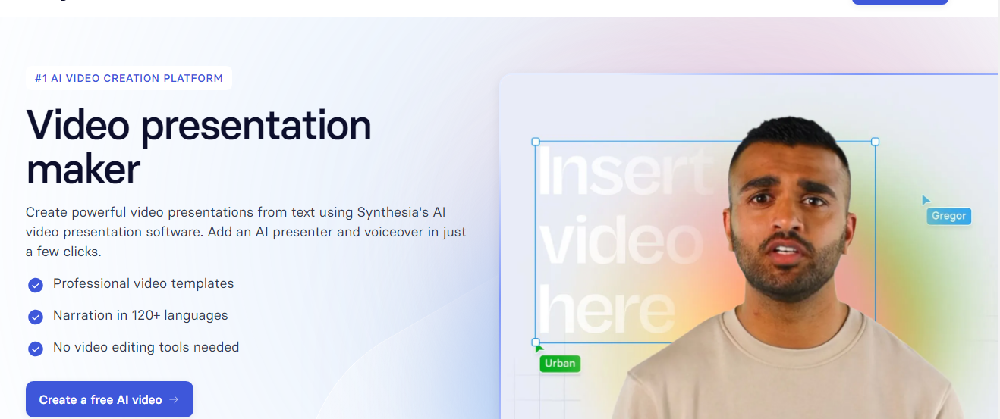 #1 AI VIDEO CREATION PLATFORM
Video presentation
maker
Create powerful video presentations from text using Synthesia's AI
video presentation software. Add an AI presenter and voiceover in just
a few clicks.
Professional video templates
Narration in 120+ languages
No video editing tools needed
Create a free AI video →
Insert
video
here
Gregor
Urban